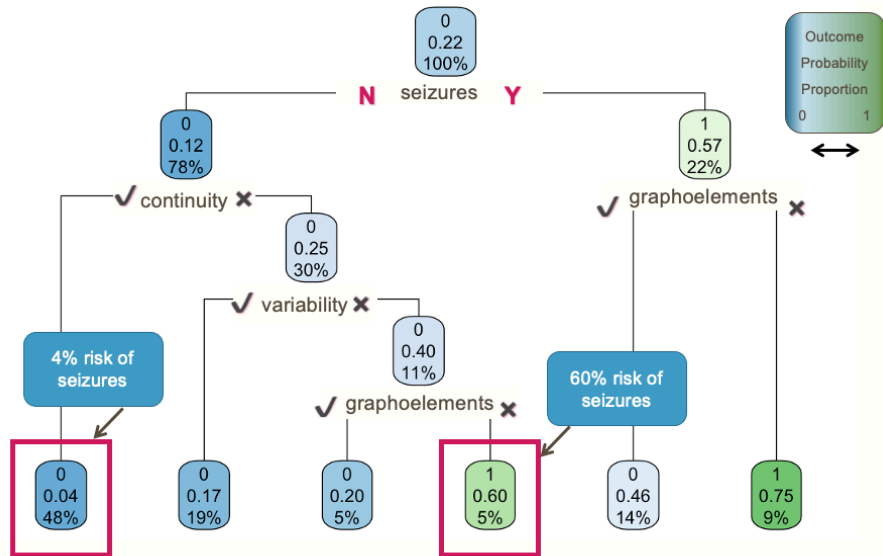 0
0.22
100%
N seizures Y
Outcome
Probability
Proportion
0 1
0
0.12
78%
1
0.57
22%
continuity
graphoelements
0
0.25
30%
variability
0
0.40
11%
4% risk of
seizures
60% risk of
seizures
graphoelements
0
0.04
48%
0
0.17
19%
0
0.20
5%
1
0.60
5%
0
0.46
14%
1
0.75
9%